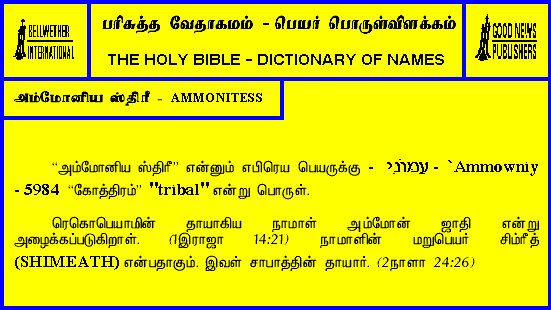 BELLWETHER
INTERNATIONAL
பரிசுத்த வேதாகமம் - பெயர் பொருள்விளக்கம்
THE HOLY BIBLE - DICTIONARY OF NAMES
GOOD NEWS
PUBLISHERS
அம்மோனிய ஸ்திரீ - AMMONITESS
“அம்மோனிய ஸ்திரீ” என்னும் எபிரெய பெயருக்கு - עמּני - `Ammowniy
- 5984 “கோத்திரம்” "tribal" என்று பொருள்.
ரெகொபெயாமின் தாயாகிய நாமாள் அம்மோன் ஜாதி என்று
அழைக்கப்படுகிறாள். (1இராஜா 14:21) நாமாளின் மறுபெயர் சிம்ரீத்
(SHIMEATH) என்பதாகும். இவள் சாபாத்தின் தாயார். (2நாளா 24:26)